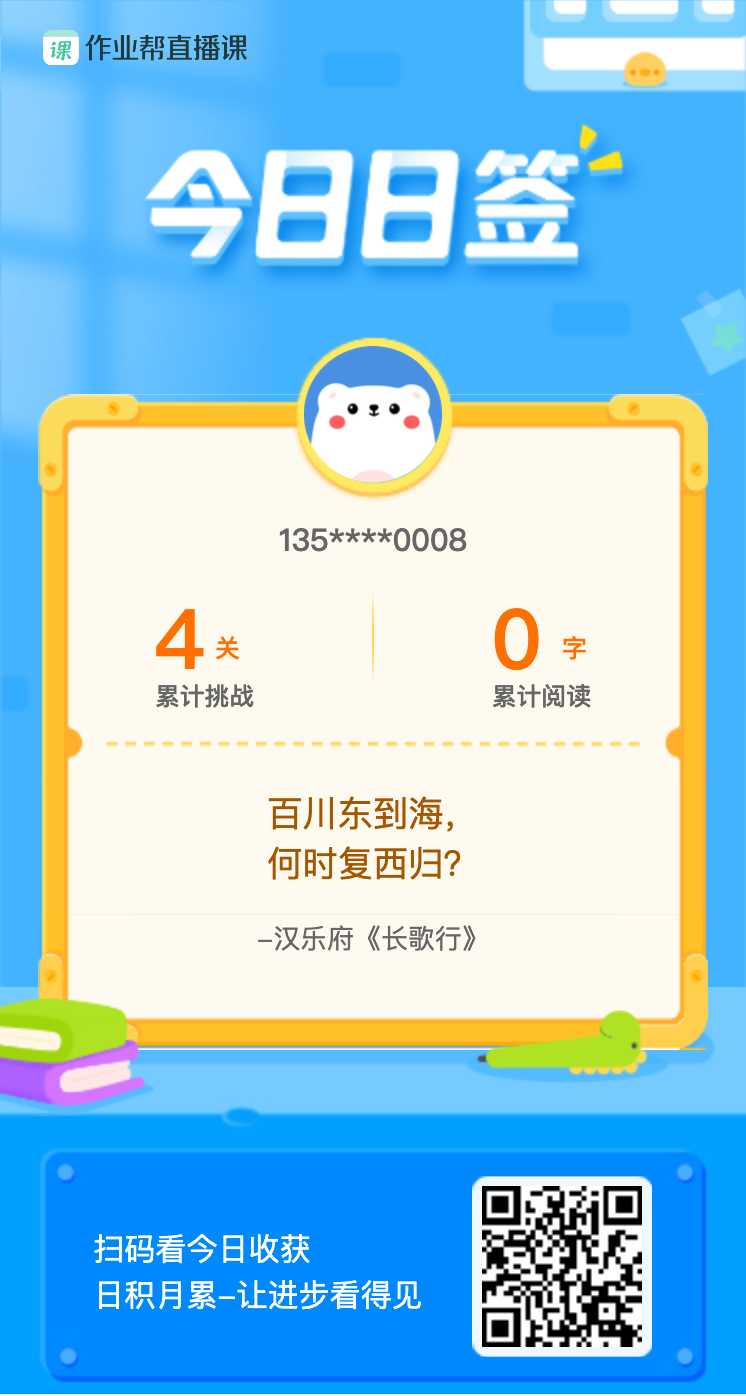 课 作业帮直播课
今日日签
135****0008
4关 0字
累计挑战 累计阅读
百川东到海，
何时复西归？
–汉乐府《长歌行》
扫码看今日收获
日积月累–让进步看得见